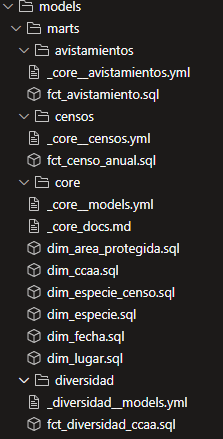 models
marts
avistamientos
_core__avistamientos.yml
fct_avistamiento.sql
censos
_core__censos.yml
fct_censo_anual.sql
core
_core__models.yml
_core_docs.md
dim_area_protegida.sql
dim_ccaa.sql
dim_especie_censo.sql
dim_especie.sql
dim_fecha.sql
dim_lugar.sql
diversidad
_diversidad__models.yml
fct_diversidad_ccaa.sql